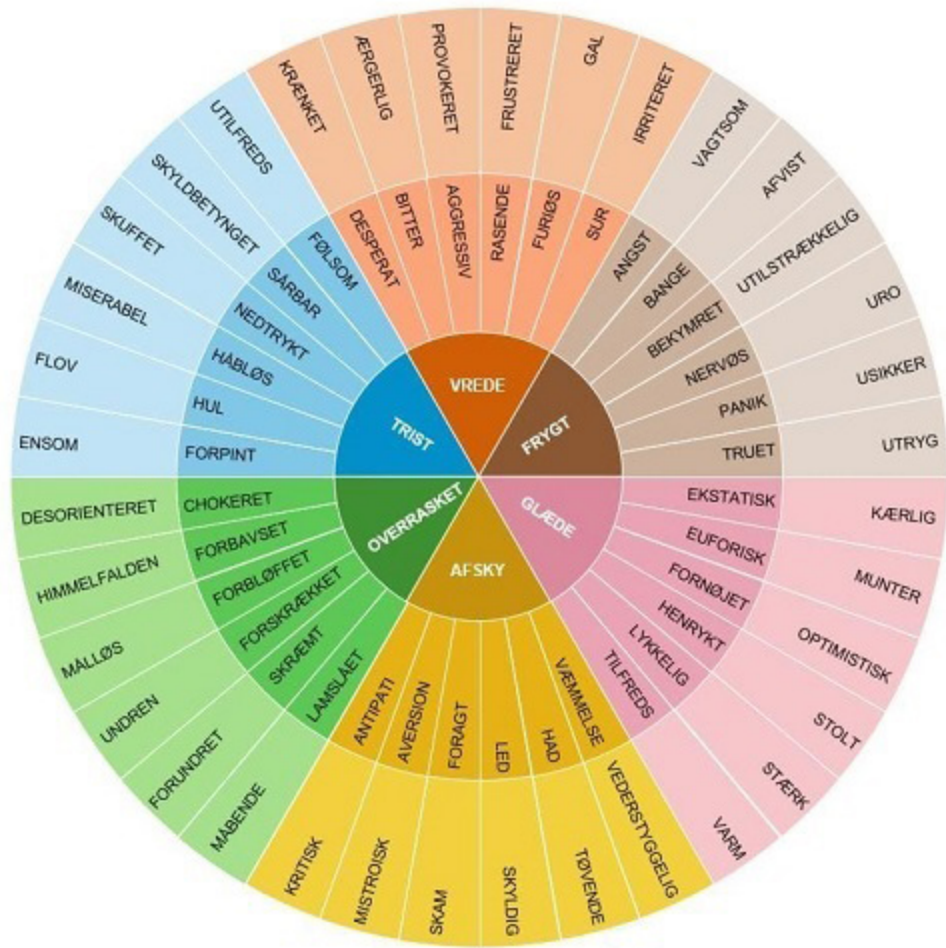 VREDE
FRYGT
GLÆDE
AFSKY
OVERRASKET
TRIST
DESPERAT
BITTER
AGGRESSIV
RASENDE
FURIØS
SUR
ANGST
BANGE
BEKYMRET
NERVØS
PANIK
TRUET
EKSTATISK
EUFORISK
FORNØJET
HENRYKT
LYKKELIG
TILFREDS
VÆMMELSE
HAD
LED
FORAGT
AVERSION
ANTIPATI
LAMSLÅET
SKRÆMT
FORSKRÆKKET
FORBLØFFET
FORBAVSET
CHOKERET
FORPINT
HUL
HÅBLØS
NEDTRYKT
SÅRBAR
FØLSOM
KRÆNKET
ÆRGERLIG
PROVOKERET
FRUSTRERET
GAL
IRRITERET
VAGTSOM
AFVIST
UTILSTRÆKKELIG
URO
USIKKER
UTRYG
KÆRLIG
MUNTER
OPTIMISTISK
STOLT
STÆRK
VARM
VEDERSTYGGELIG
TØVENDE
SKYLDIG
SKAM
MISTROISK
KRITISK
MÅBENDE
FORUNDRET
UNDREN
MÅLLØS
HIMMELFALDEN
DESORIENTERET
ENSOM
FLOV
MISERABEL
SKUFFET
SKYLDBETYNGET
UTILFREDS